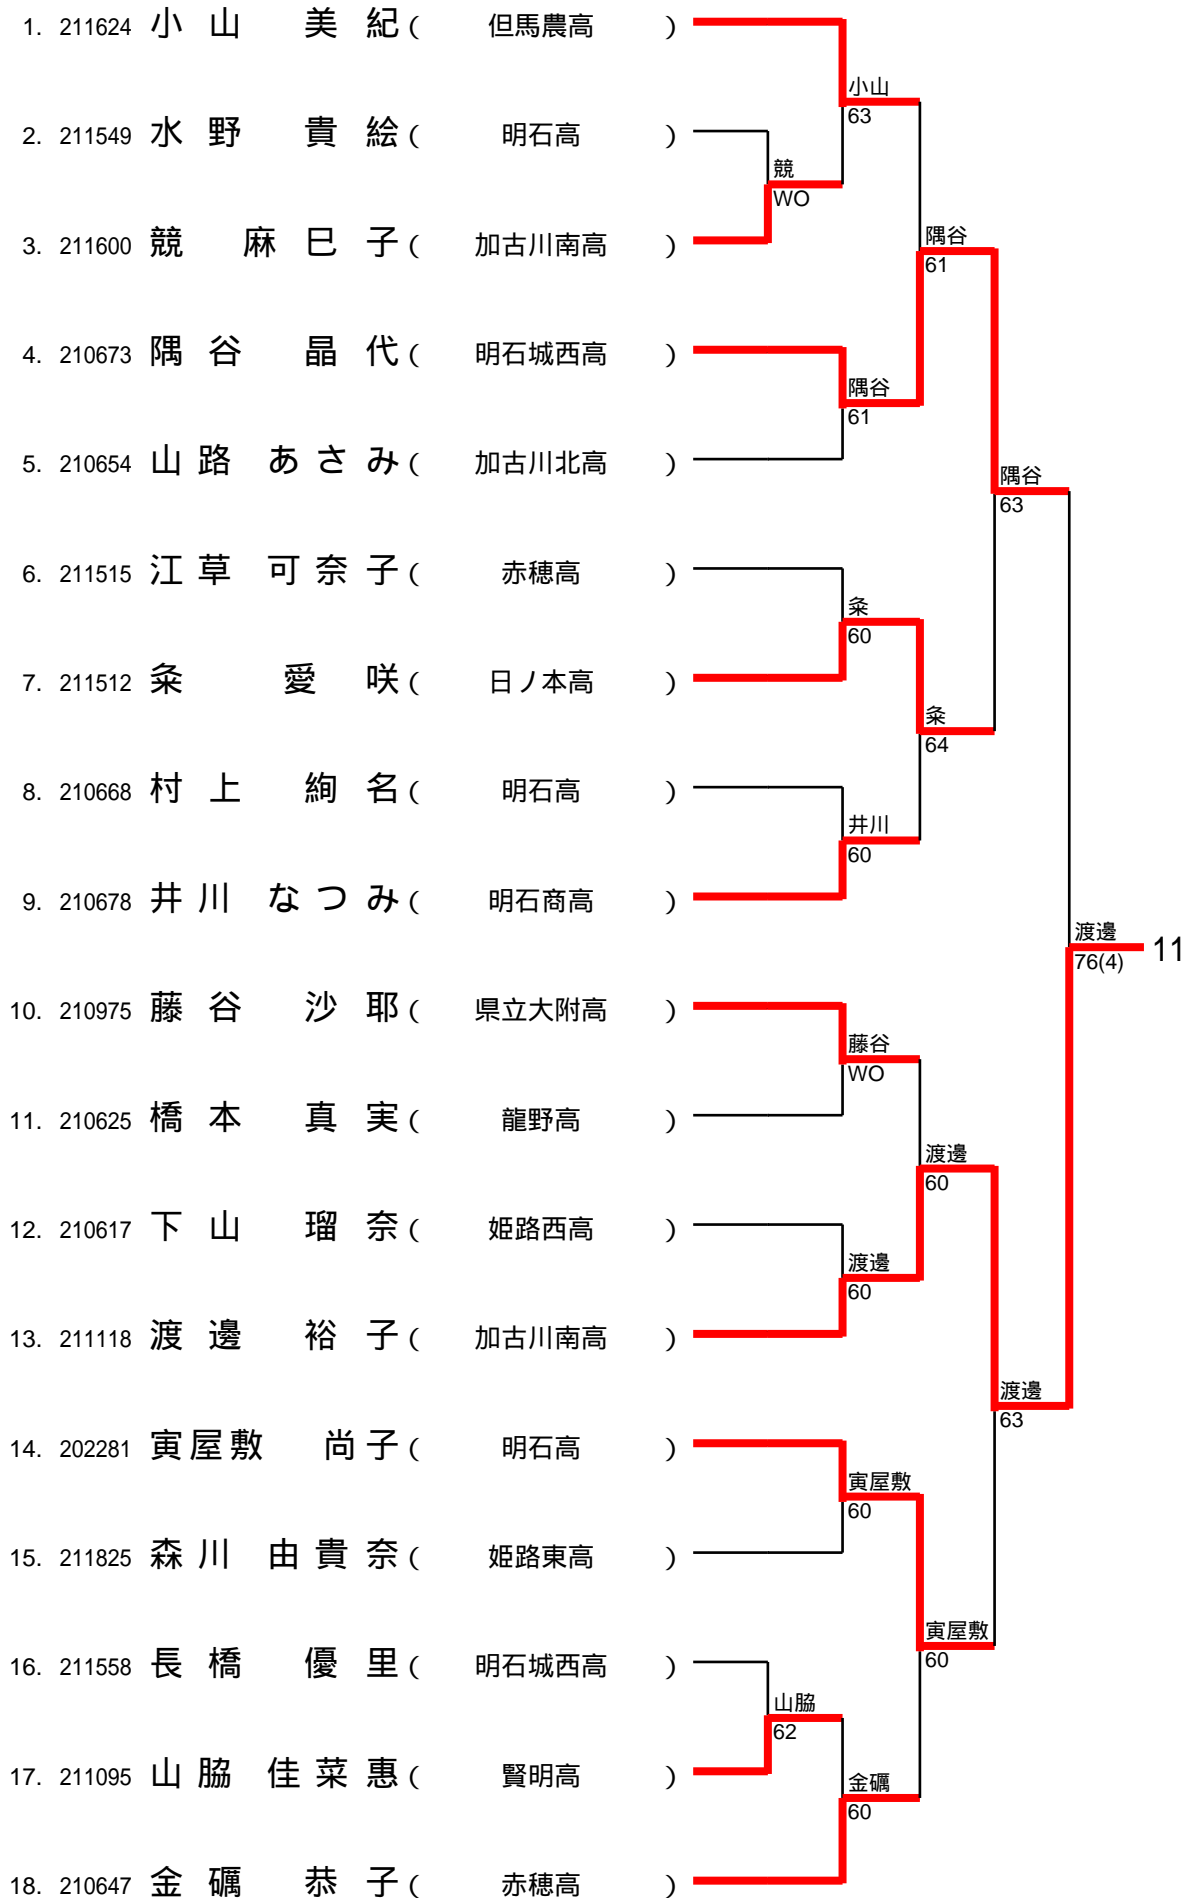 1. 211624 小山 美紀 ( 但馬農高 )
小山
63
2. 211549 水野 貴絵 ( 明石高 )
競
WO
3. 211600 競 麻巳子 ( 加古川南高 )
隅谷
61
4. 210673 隅谷 晶代 ( 明石城西高 )
隅谷
61
5. 210654 山路 あさみ ( 加古川北高 )
隅谷
63
6. 211515 江草 可奈子 ( 赤穂高 )
粂
60
7. 211512 粂 愛咲 ( 日ノ本高 )
粂
64
8. 210668 村上 絢名 ( 明石高 )
井川
60
9. 210678 井川 なつみ ( 明石商高 )
渡邊
76(4)
11
10. 210975 藤谷 沙耶 ( 県立大附高 )
藤谷
WO
11. 210625 橋本 真実 ( 龍野高 )
渡邊
60
12. 210617 下山 瑠奈 ( 姫路西高 )
渡邊
60
13. 211118 渡邊 裕子 ( 加古川南高 )
渡邊
63
14. 202281 寅屋敷 尚子 ( 明石高 )
寅屋敷
60
15. 211825 森川 由貴奈 ( 姫路東高 )
寅屋敷
60
16. 211558 長橋 優里 ( 明石城西高 )
山脇
62
17. 211095 山脇 佳菜恵 ( 賢明高 )
金礪
60
18. 210647 金礪 恭子 ( 赤穂高 )